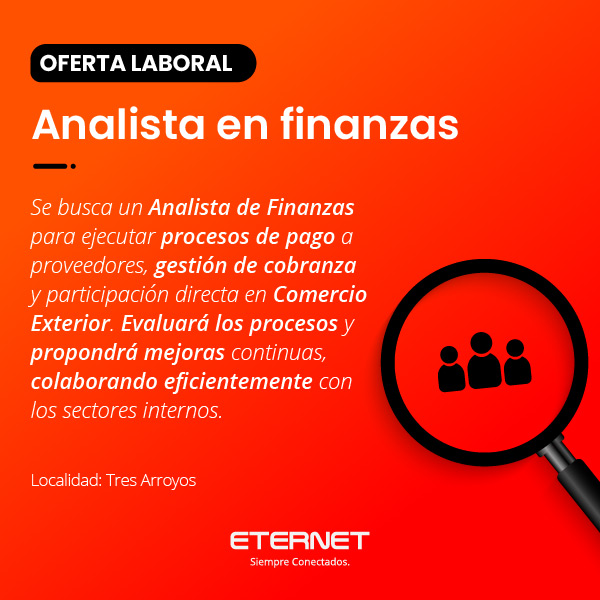 OFERTA LABORAL
Analista en finanzas
Se busca un Analista de Finanzas
para ejecutar procesos de pago a
proveedores, gestión de cobranza
y participación directa en Comercio
Exterior. Evaluará los procesos y
propondrá mejoras continuas,
colaborando eficientemente con
los sectores internos.
Localidad: Tres Arroyos
ETERNET
Siempre Conectados.